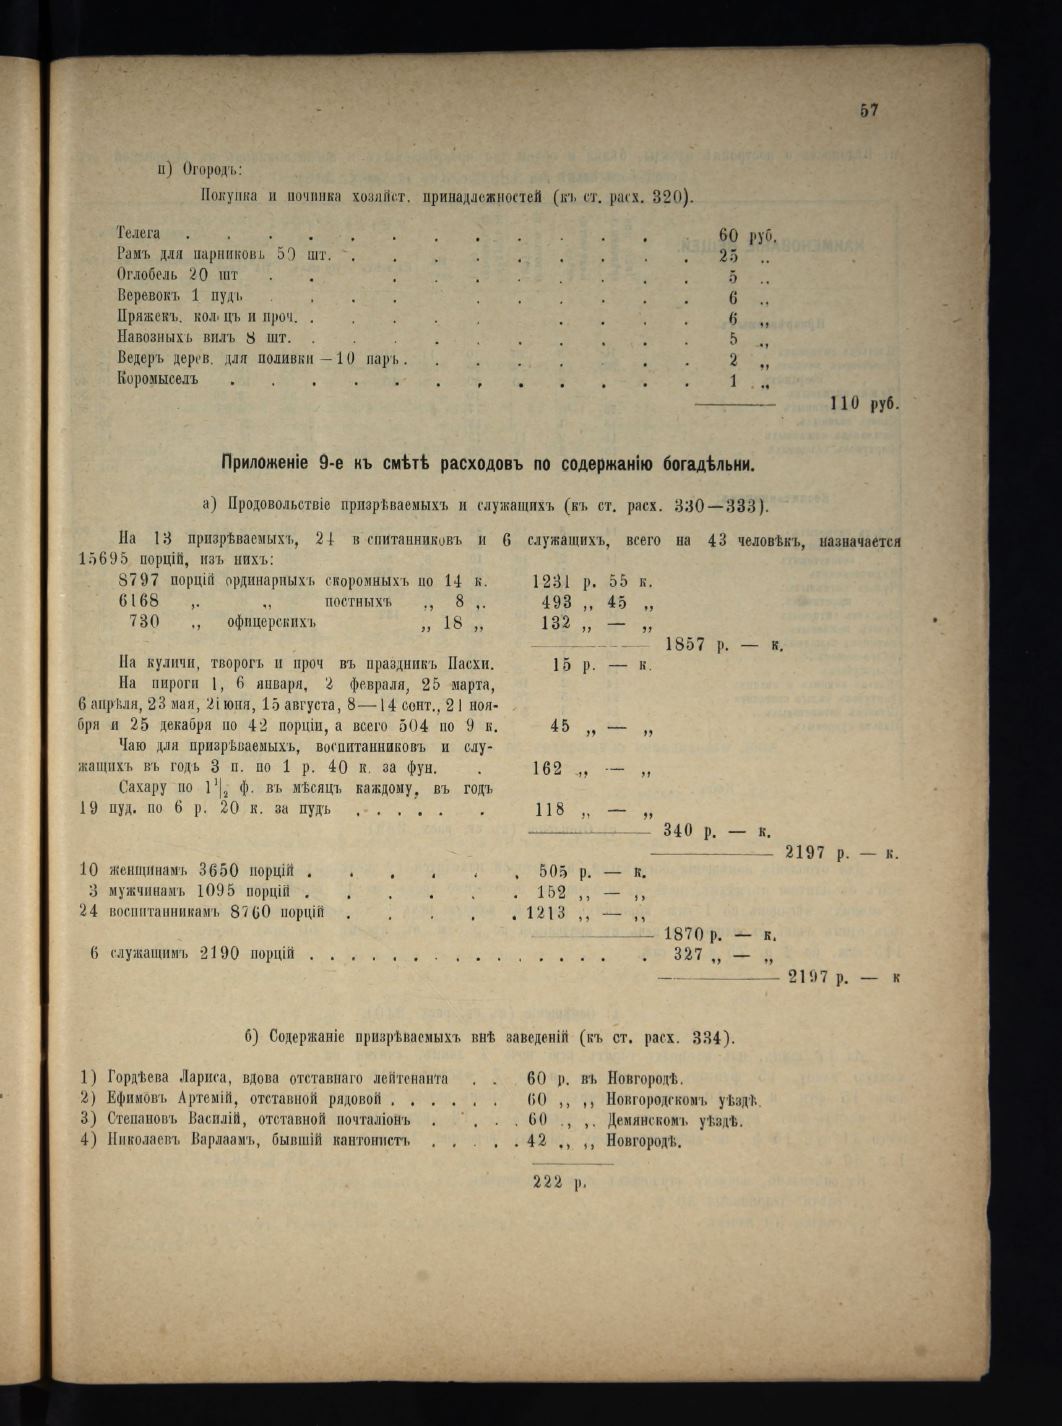 57
п) Огородъ:
Покупка и починка хозяйст. принадлежностей (къ ст. расх. 320).
Телега . . . . . . . . . . . . . 60 руб.
Рамъ для парниковъ 50 шт. . . . . . . . . . 25 „
Оглобель 20 шт . . . . . . . . . . . 5 „
Веревокъ 1 пудъ . . . . . . . . . . 6 „
Пряжекъ, колецъ и проч. . . . . . . . . . 6 „
Навозныхъ вилъ 8 шт. . . . . . . . . . . 5 „
Ведеръ дерев. для поливки — 10 паръ . . . . . . . 2 „
Коромыселъ . . . . . . . . . . . . 1 „
110 руб.
Приложеніе 9-е къ смѣтѣ расходовъ по содержанію богадѣльни.
а) Продовольствіе призрѣваемыхъ и служащихъ (къ ст. расх. 330—333).
На 13 призрѣваемыхъ, 24 в спитанниковъ и 6 служащихъ, всего на 43 человѣкъ, назначается
15695 порцій, изъ нихъ:
8797 порцій ординарныхъ скоромныхъ по 14 к. 1231 р. 55 к.
6168 „ „ постныхъ „ 8 „ 493 „ 45 „
730 „ офицерскихъ „ 18 „ 132 „ — „
1857 р. — к.
На куличи, творогъ и проч въ праздникъ Пасхи. 15 р. — к.
На пироги 1, 6 января, 2 февраля, 25 марта,
6 апрѣля, 23 мая, 2 іюня, 15 августа, 8—14 сент., 21 ноя-
бря и 25 декабря по 42 порціи, а всего 504 по 9 к. 45 „ — „
Чаю для призрѣваемыхъ, воспитанниковъ и слу-
жащихъ въ годъ 3 п. по 1 р. 40 к. за фун. . 162 „ — „
Сахару по 1 1/2 ф. въ мѣсяцъ каждому, въ годъ
19 пуд. по 6 р. 20 к. за пудъ . . . . . . 118 „ — „
340 р. — к.
2197 р. — к.
10 женщинамъ 3650 порцій . . . . . . 505 р. — к.
3 мужчинамъ 1095 порцій . . . . . . 152 „ — „
24 воспитанникамъ 8760 порцій . . . . . 1213 „ — „
1870 р. — к.
6 служащимъ 2190 порцій . . . . . . . . . . . . . . . . 327 „ — „
2197 р. — к
б) Содержаніе призрѣваемыхъ внѣ заведеній (къ ст. расх. 334).
1) Гордѣева Лариса, вдова отставнаго лейтенанта . . 60 р. въ Новгородѣ.
2) Ефимовъ Артемій, отставной рядовой . . . . . . 60 „ „ Новгородскомъ уѣздѣ.
3) Степановъ Василій, отставной почталіонъ . . . . 60 „ „ Демянскомъ уѣздѣ.
4) Николаевъ Варлаамъ, бывшій кантонистъ . . . . . 42 „ „ Новгородѣ.
222 р.